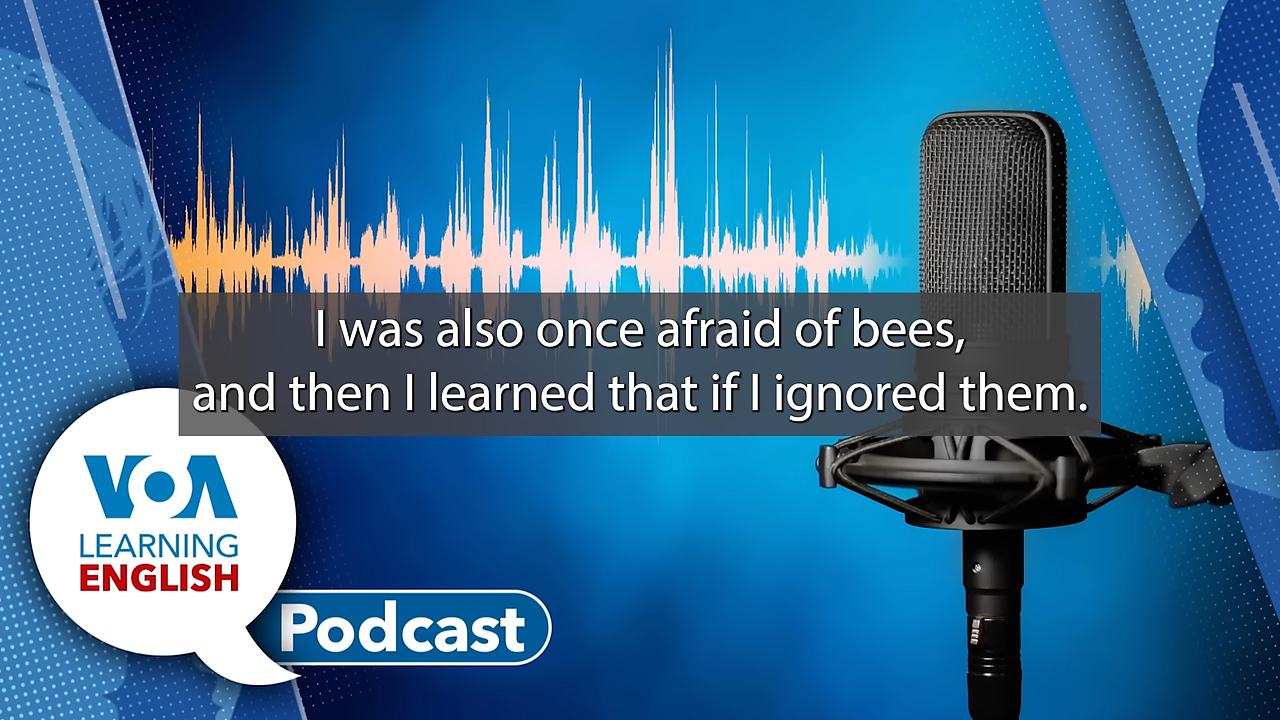 I was also once afraid of bees,
and then I learned that if I ignored them.
VOA
LEARNING
ENGLISH
Podcast